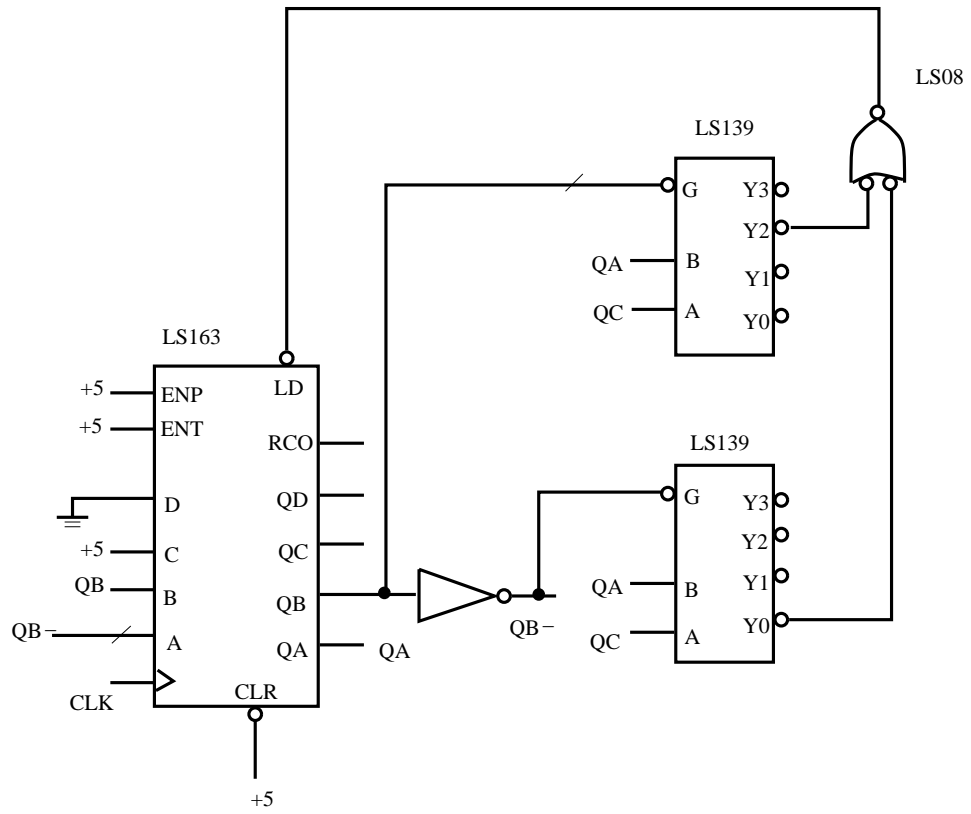 LS08
LS139
G
Y3
Y2
QA
B
Y1
QC
A
Y0
LS163
LD
+5
ENP
+5
ENT
RCO
LS139
D
QD
G
Y3
+5
C
QC
Y2
QB
B
QB
QA
B
Y1
QB-
A
QA
QA
QB-
QC
A
Y0
CLK
CLR
+5